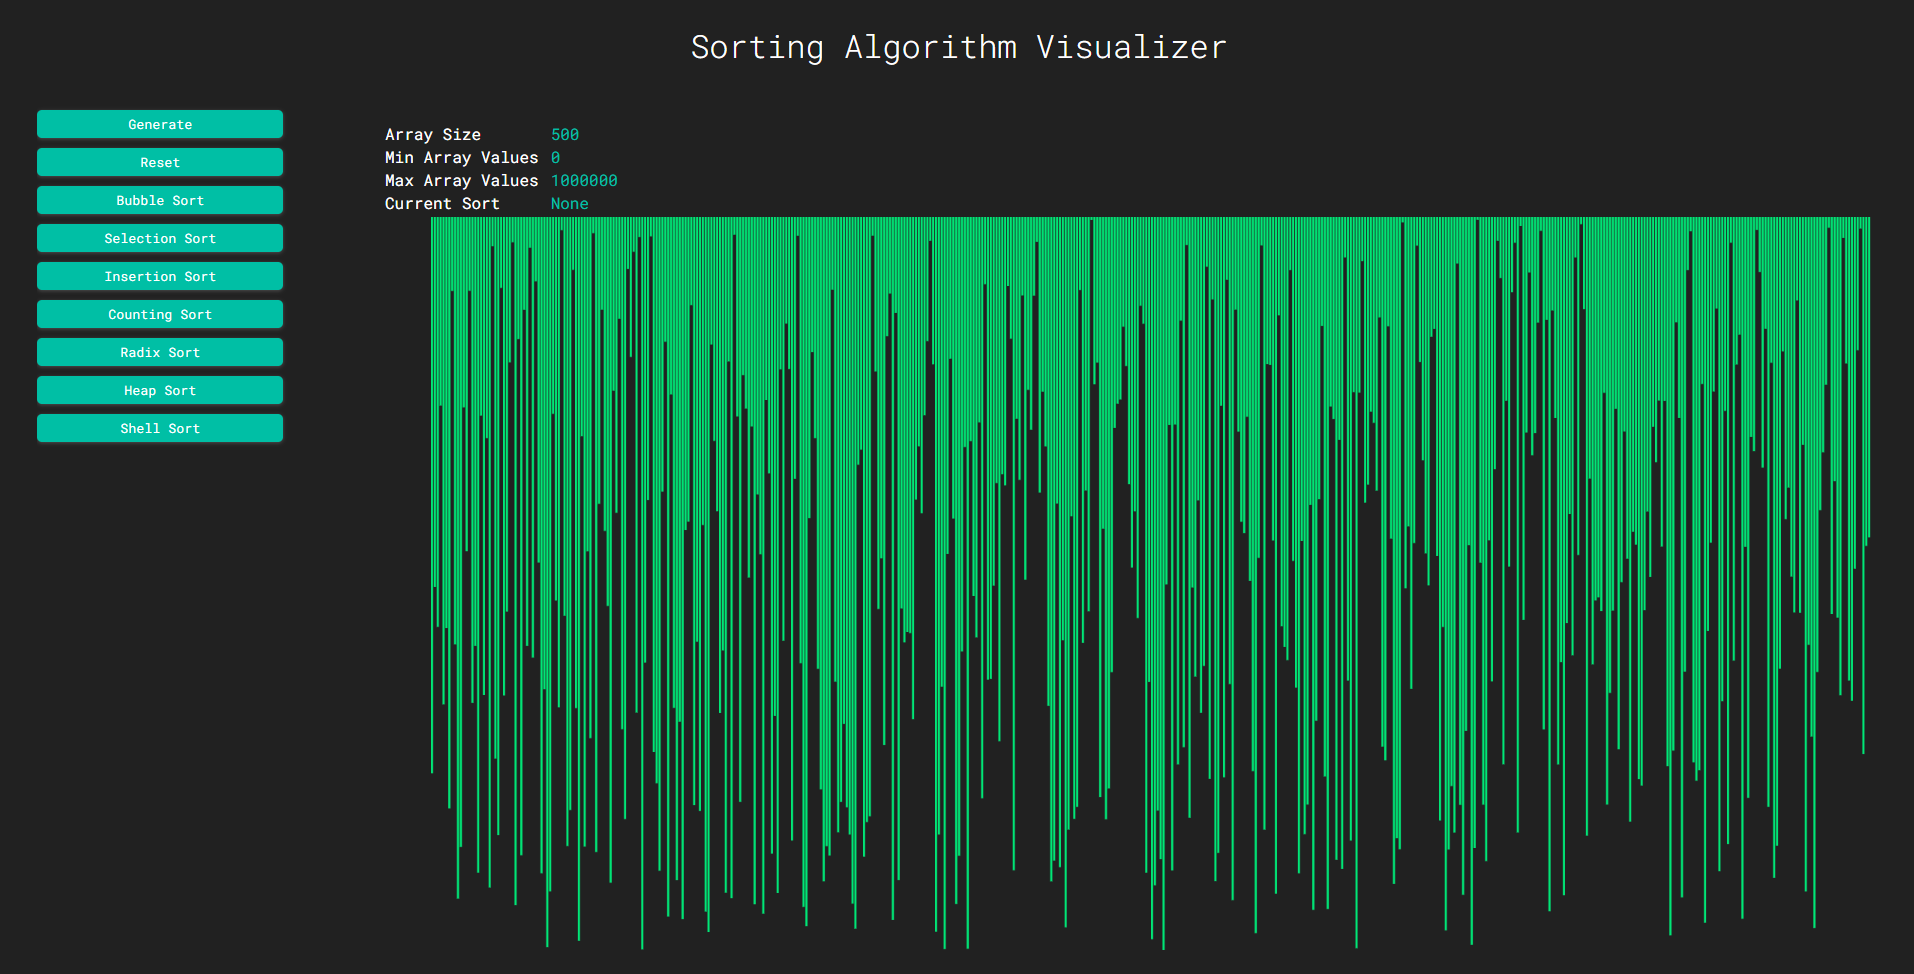 Sorting Algorithm Visualizer
Generate
Reset
Bubble Sort
Selection Sort
Insertion Sort
Counting Sort
Radix Sort
Heap Sort
Shell Sort
Array Size 500
Min Array Values 0
Max Array Values 1000000
Current Sort None